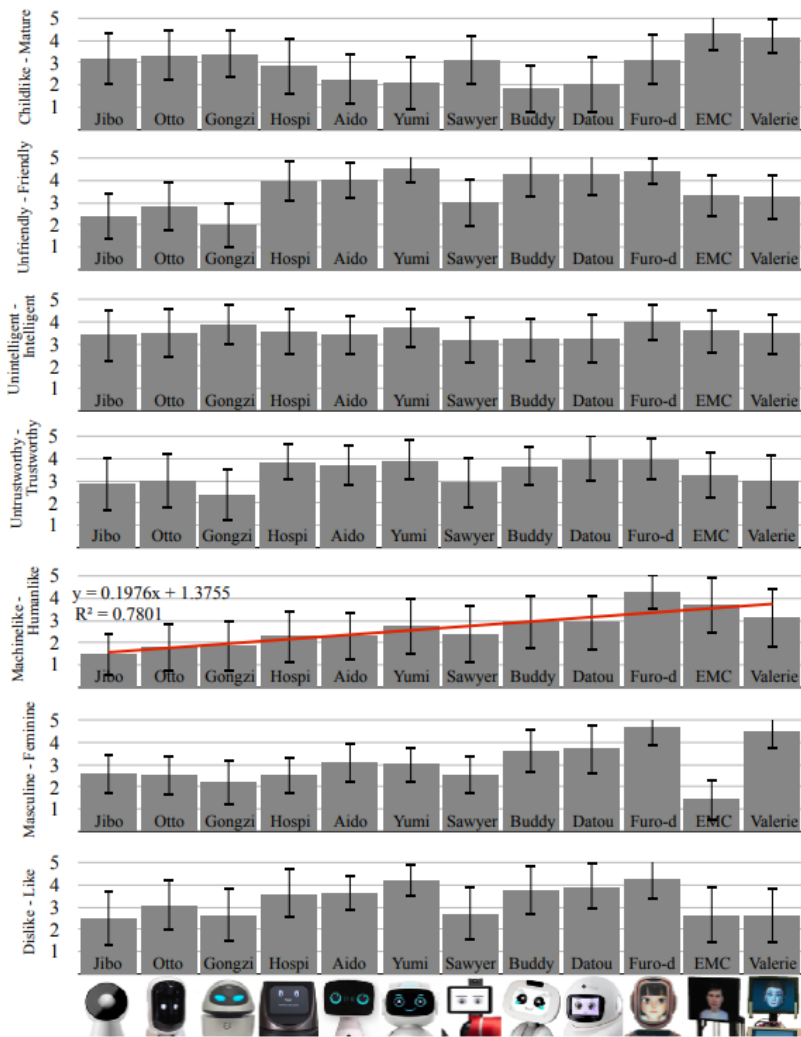 Childlike - Mature
5
4
3
2
1
Jibo Otto Gongzi Hospi Aido Yumi Sawyer Buddy Datou Furo-d EMC Valerie
Unfriendly - Friendly
5
4
3
2
1
Jibo Otto Gongzi Hospi Aido Yumi Sawyer Buddy Datou Furo-d EMC Valerie
Unintelligent -
Intelligent
5
4
3
2
1
Jibo Otto Gongzi Hospi Aido Yumi Sawyer Buddy Datou Furo-d EMC Valerie
Untrustworthy -
Trustworthy
5
4
3
2
1
Jibo Otto Gongzi Hospi Aido Yumi Sawyer Buddy Datou Furo-d EMC Valerie
Machinelike -
Humanlike
5
4
3
2
1
y = 0.1976x + 1.3755
R² = 0.7801
Jibo Otto Gongzi Hospi Aido Yumi Sawyer Buddy Datou Furo-d EMC Valerie
Masculine - Feminine
5
4
3
2
1
Jibo Otto Gongzi Hospi Aido Yumi Sawyer Buddy Datou Furo-d EMC Valerie
Dislike - Like
5
4
3
2
1
Jibo Otto Gongzi Hospi Aido Yumi Sawyer Buddy Datou Furo-d EMC Valerie